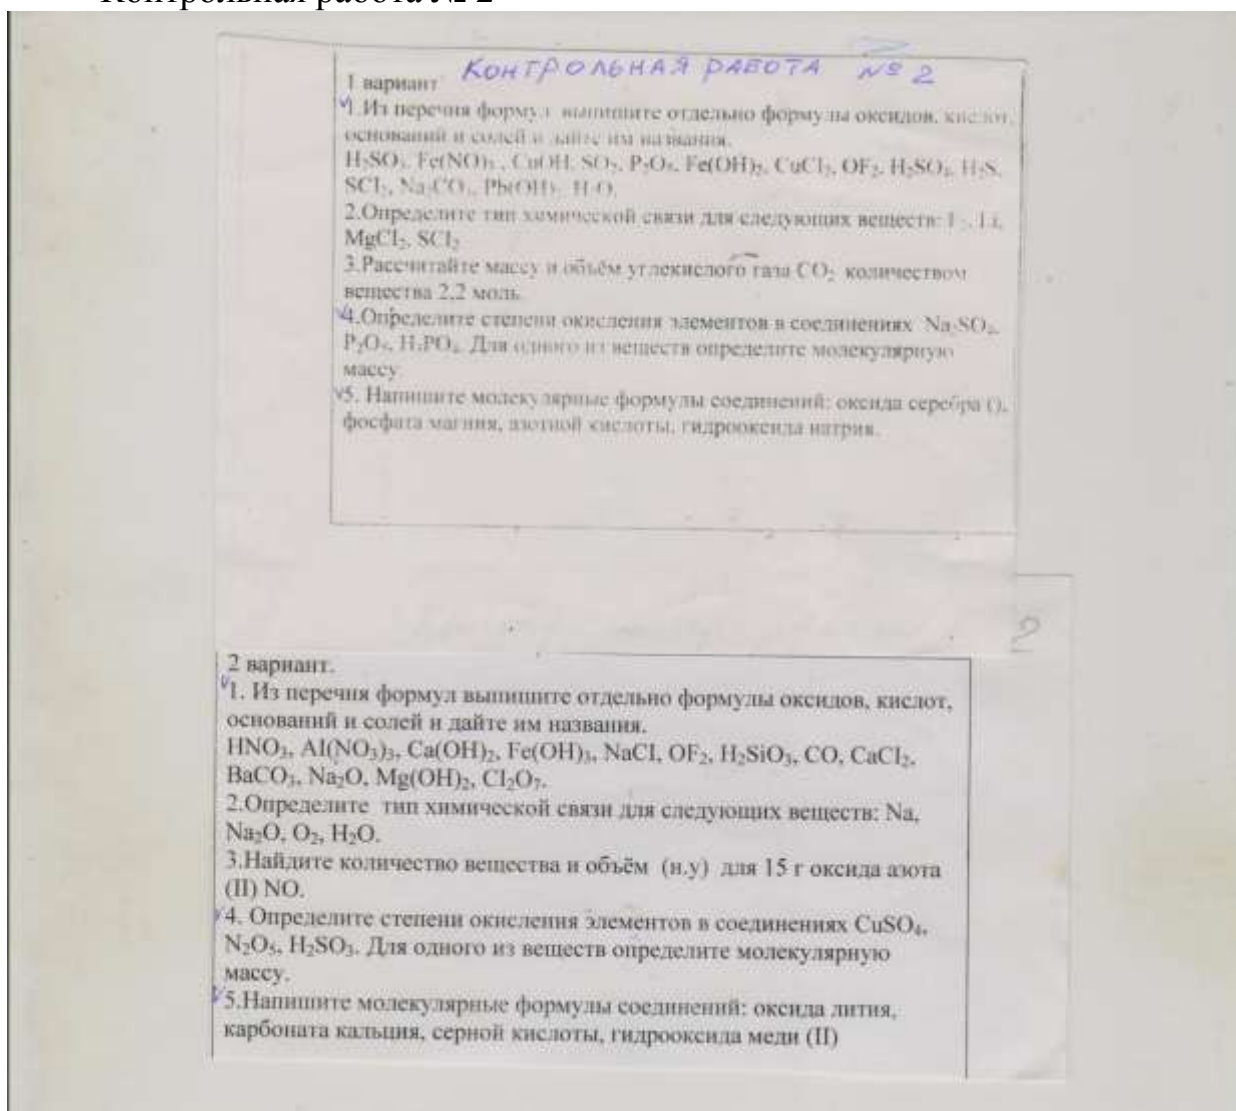 Контрольная работа № 2
КОНТРОЛЬНАЯ РАБОТА №2
1 вариант
1.Из перечня формул выпишите отдельно формулы оксидов, кислот,
оснований и солей и дайте им названия.
CuOH, SO₂, P₂O₅, Fe(OH)₂, CuCl₂, OF₂, H₂SO₄, H₂S,
SCl₂, Na₂CO₃, Pb(OH)₂, H₂O.
2.Определите тип химической связи для следующих веществ: Li,
MgCl₂, SCl₂
3.Рассчитайте массу и объём углекислого газа CO₂ количеством
вещества 2,2 моль.
4.Определите степени окисления элементов в соединениях Na₂SO₄,
P₂O₅, H₃PO₄. Для одного из веществ определите молекулярную
массу.
5. Напишите молекулярные формулы соединений: оксида серебра
фосфата магния, азотной кислоты, гидрооксида натрия.
2
2 вариант.
1. Из перечня формул выпишите отдельно формулы оксидов, кислот,
оснований и солей и дайте им названия.
HNO₃, Al(NO₃)₃, Ca(OH)₂, Fe(OH)₃, NaCl, OF₂, H₂SiO₃, CO, CaCl₂,
BaCO₃, Na₂O, Mg(OH)₂, Cl₂O₇.
2.Определите тип химической связи для следующих веществ: Na,
Na₂O, O₂, H₂O.
3.Найдите количество вещества и объём (н.у) для 15 г оксида азота
(II) NO.
4. Определите степени окисления элементов в соединениях CuSO₄,
N₂O₅, H₂SO₃. Для одного из веществ определите молекулярную
массу.
5.Напишите молекулярные формулы соединений: оксида лития,
карбоната кальция, серной кислоты, гидрооксида меди (II)